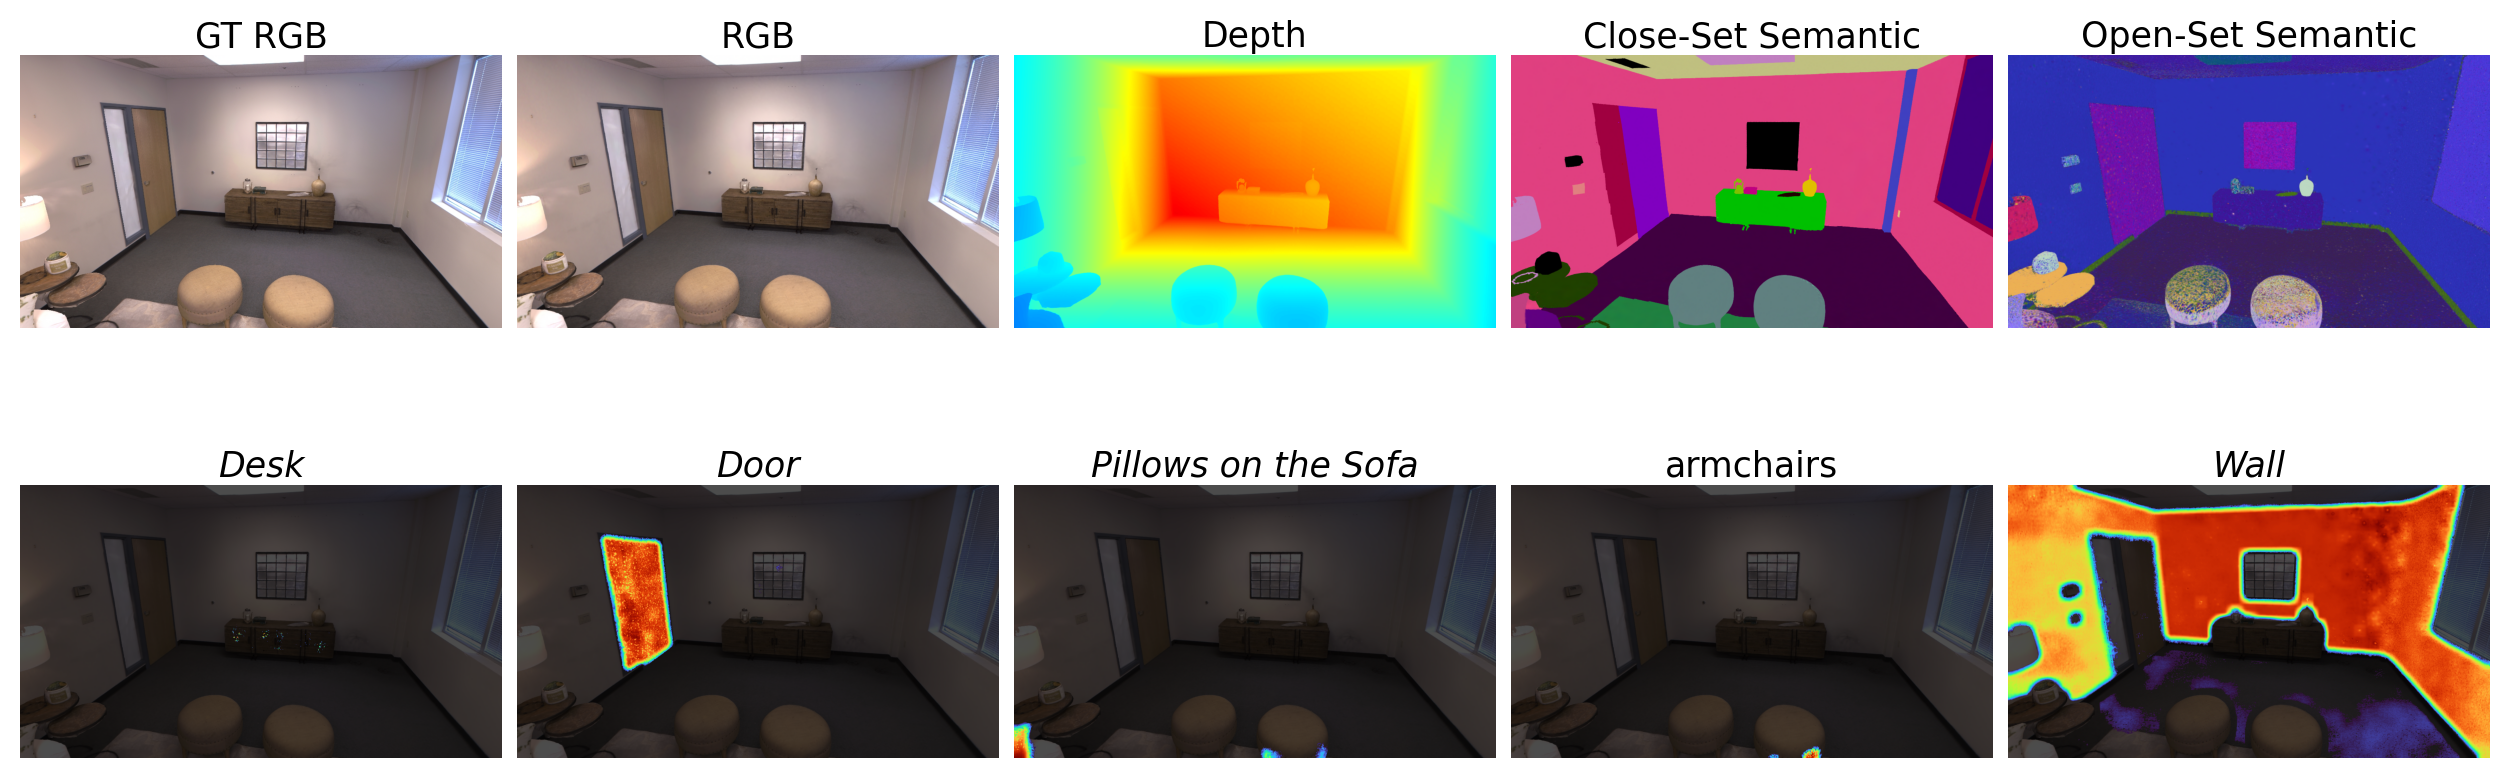 GT RGB
RGB
Depth
Close-Set Semantic
Open-Set Semantic
Desk
Door
Pillows on the Sofa
armchairs
Wall